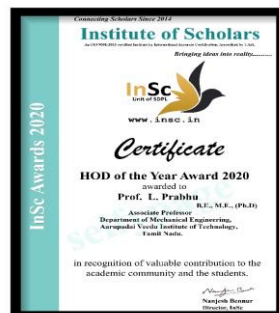 Connecting Scholars Since 2014
Institute of Scholars
Bringing ideas into reality..........
InSc
Unit of SDPL
www.insc.in
Certificate
HOD of the Year Award 2020
awarded to
Prof. L. Prabhu
B.E., M.E., (Ph.D)
Associate Professor
Department of Mechanical Engineering,
Aarupadai Veedu Institute of Technology,
Tamil Nadu.
in recognition of valuable contribution to the
academic community and the students.
Nanjesh Bennur
Director, InSc
InSc Awards 2020